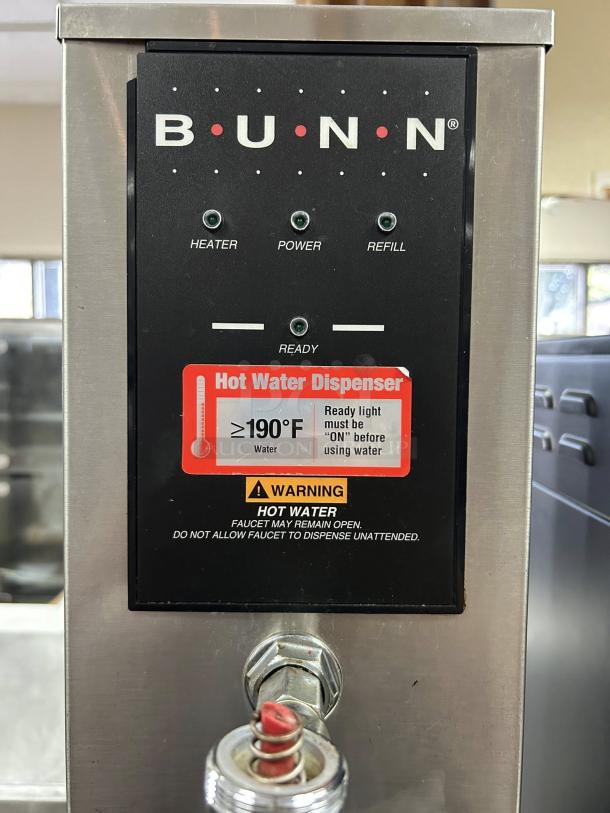 B•U•N•N®
HEATER POWER REFILL
READY
Hot Water Dispenser
≥190°F
Water
Ready light
must be
"ON" before
using water
WARNING
HOT WATER
FAUCET MAY REMAIN OPEN.
DO NOT ALLOW FAUCET TO DISPENSE UNATTENDED.